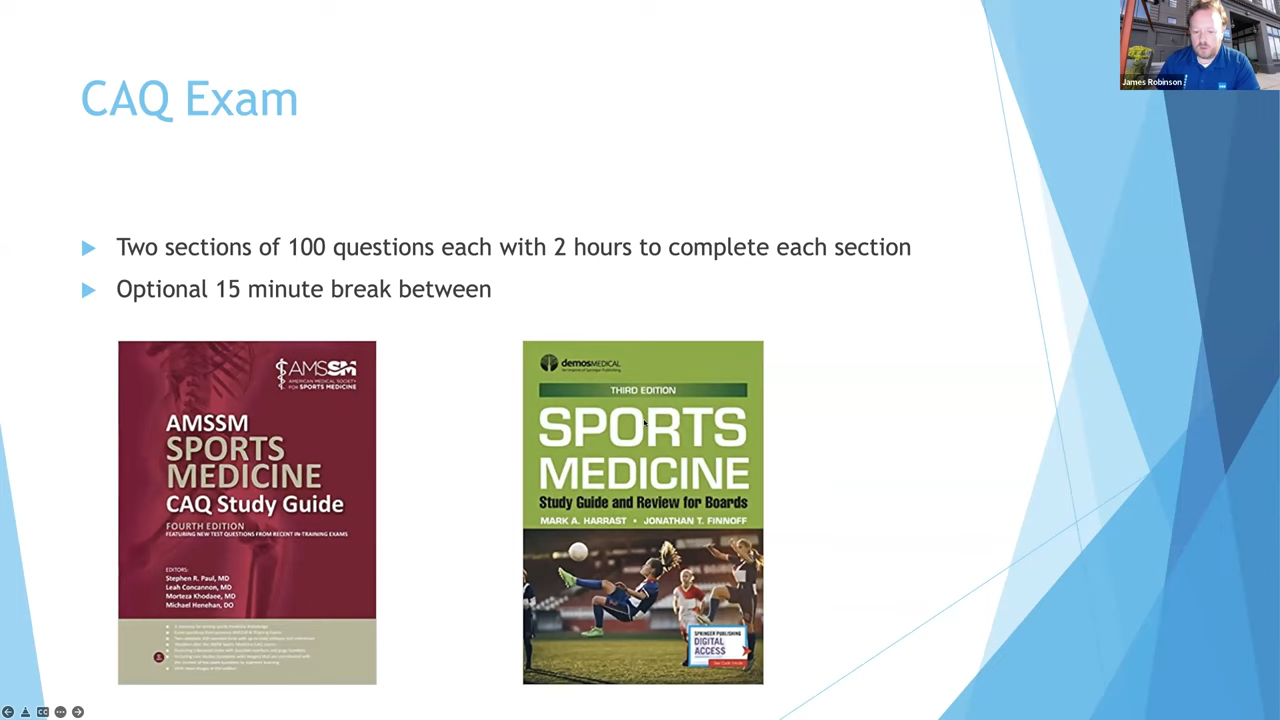 CAQ Exam
James Robinson
Two sections of 100 questions each with 2 hours to complete each section
Optional 15 minute break between
AMSSM
AMERICAN MEDICAL SOCIETY
FOR SPORTS MEDICINE
AMSSM
SPORTS
MEDICINE
CAQ Study Guide
FOURTH EDITION
FEATURING NEW TEST QUESTIONS FROM RECENT IN-TRAINING EXAMS
EDITORS:
Stephen R. Paul, MD
Leah Concannon, MD
Morteza Khodaee, MD
Michael Henehan, DO
demosMEDICAL
THIRD EDITION
SPORTS
MEDICINE
Study Guide and Review for Boards
MARK A. HARRAST • JONATHAN T. FINNOFF
SPRINGER PUBLISHING
DIGITAL
ACCESS
CC